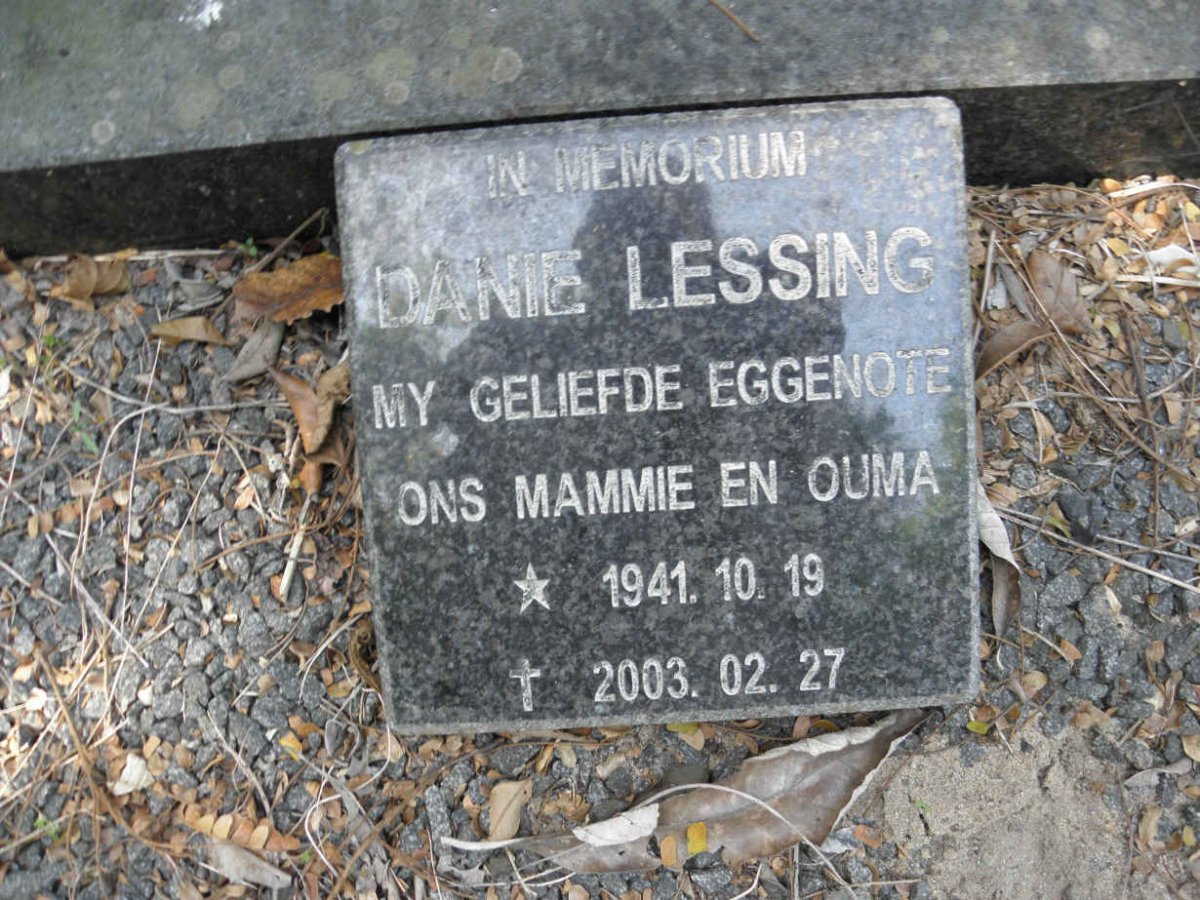 IN MEMORIUM
DANIE LESSING
MY GELIEFDE EGGENOTE
ONS MAMMIE EN OUMA
1941. 10. 19
2003. 02. 27